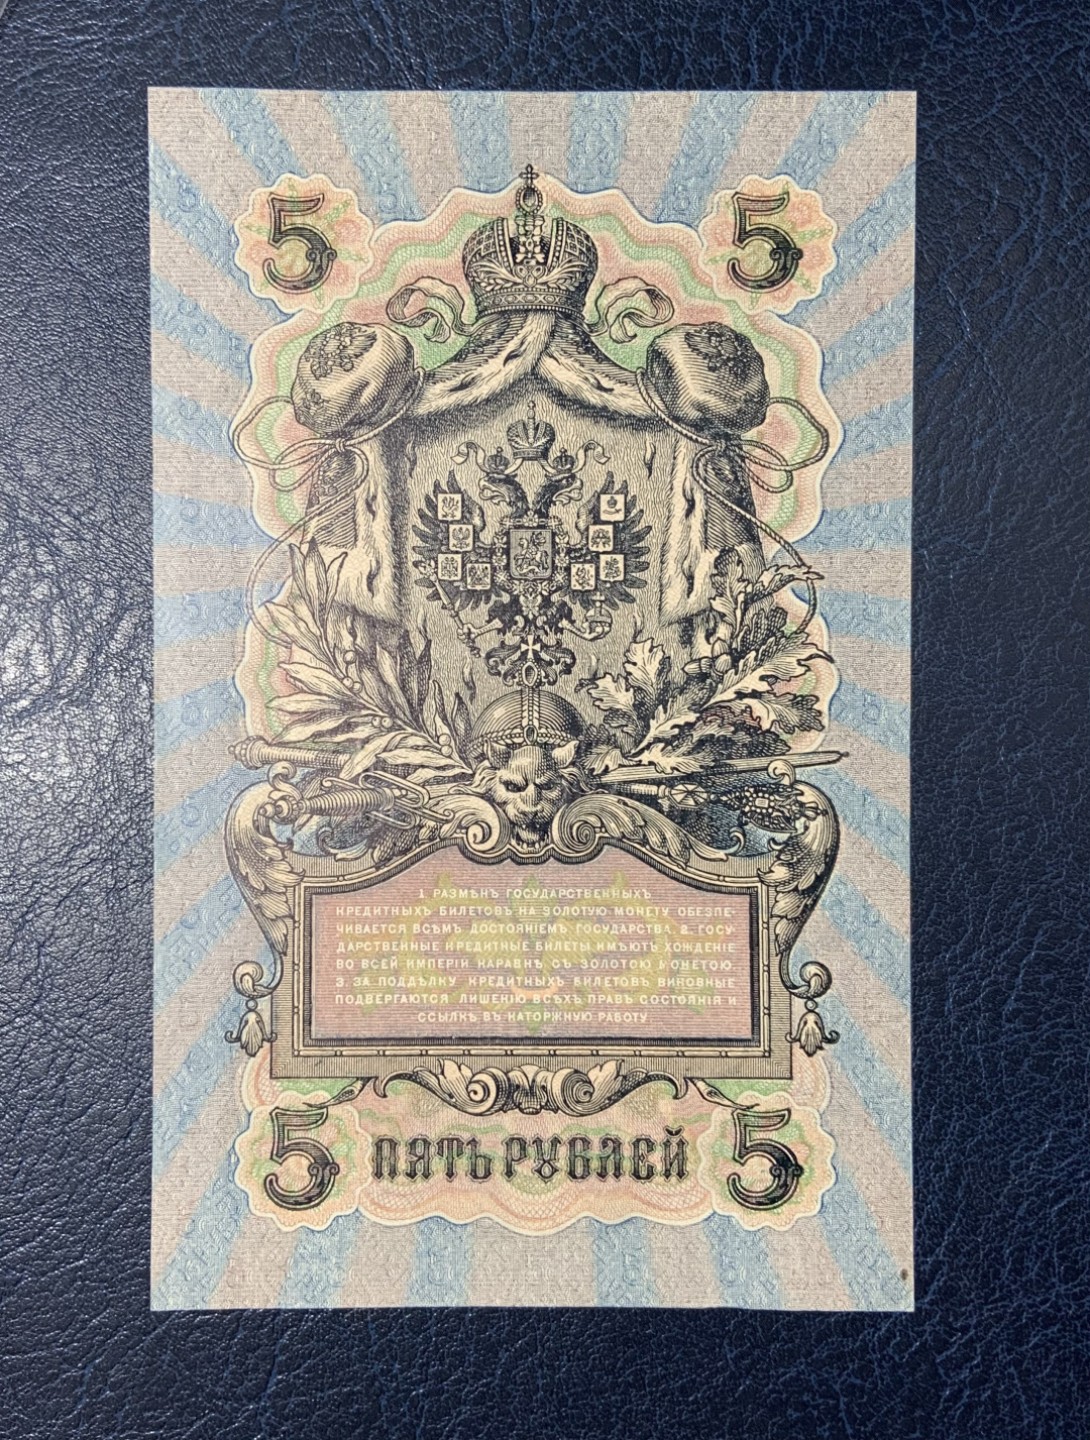 5 5
1. РАЗМѢНЪ ГОСУДАРСТВЕННЫХЪ
КРЕДИТНЫХЪ БИЛЕТОВЪ НА ЗОЛОТУЮ МОНЕТУ ОБЕЗПЕ-
ЧИВАЕТСЯ ВСѢМЪ ДОСТОЯНІЕМЪ ГОСУДАРСТВА. 2. ГОСУ-
ДАРСТВЕННЫЕ КРЕДИТНЫЕ БИЛЕТЫ ИМѢЮТЪ ХОЖДЕНІЕ
ВО ВСЕЙ ИМПЕРІИ НАРАВНѢ СЪ ЗОЛОТОЮ МОНЕТОЮ.
3. ЗА ПОДДѢЛКУ КРЕДИТНЫХЪ БИЛЕТОВЪ ВИНОВНЫЕ
ПОДВЕРГАЮТСЯ ЛИШЕНІЮ ВСѢХЪ ПРАВЪ СОСТОЯНІЯ И
ССЫЛКѢ ВЪ КАТОРЖНУЮ РАБОТУ
5 ПЯТЬ РУБЛЕЙ 5